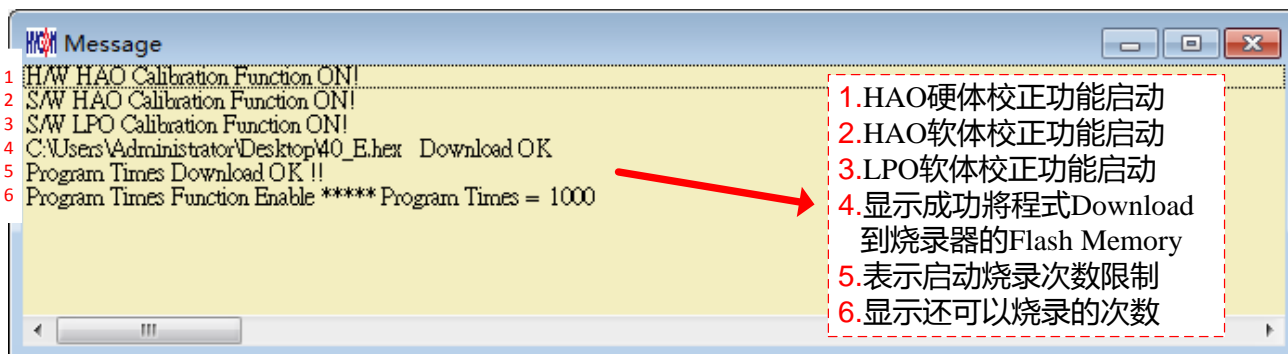 HYCON Message
1 H/W HAO Calibration Function ON!
2 S/W HAO Calibration Function ON!
3 S/W LPO Calibration Function ON!
4 C:\Users\Administrator\Desktop\40_E.hex Download OK
5 Program Times Download OK !!
6 Program Times Function Enable ***** Program Times = 1000
1.HAO硬体校正功能启动
2.HAO软体校正功能启动
3.LPO软体校正功能启动
4.显示成功將程式Download
到烧录器的Flash Memory
5.表示启动烧录次数限制
6.显示还可以烧录的次数